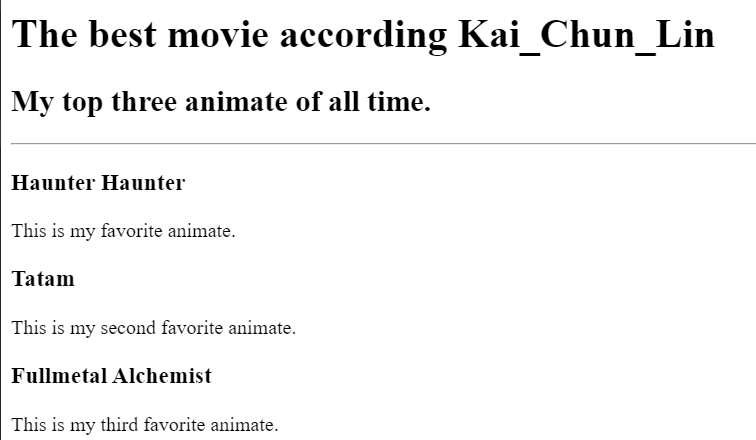 The best movie according Kai_Chun_Lin
My top three animate of all time.
Haunter Haunter
This is my favorite animate.
Tatam
This is my second favorite animate.
Fullmetal Alchemist
This is my third favorite animate.